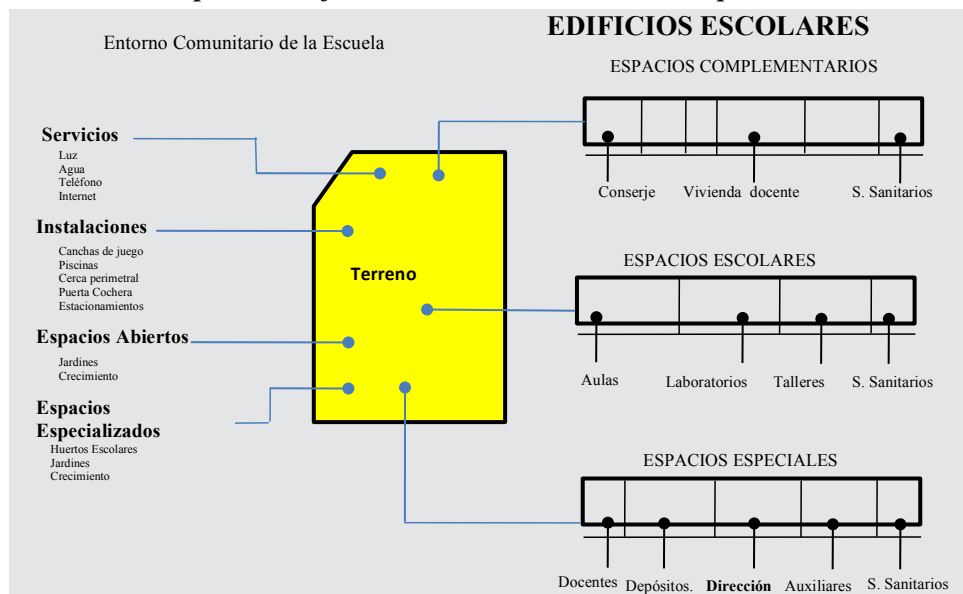 EDIFICIOS ESCOLARES
Entorno Comunitario de la Escuela
ESPACIOS COMPLEMENTARIOS
Servicios
Luz
Agua
Teléfono
Internet
Conserje Vivienda docente S. Sanitarios
Instalaciones
Canchas de juego
Piscinas
Cerca perimetral
Puerta Cochera
Estacionamientos
Terreno
ESPACIOS ESCOLARES
Espacios Abiertos
Jardines
Crecimiento
Aulas Laboratorios Talleres S. Sanitarios
Espacios
Especializados
Huertos Escolares
Jardines
Crecimiento
ESPACIOS ESPECIALES
Docentes Depósitos. Dirección Auxiliares S. Sanitarios